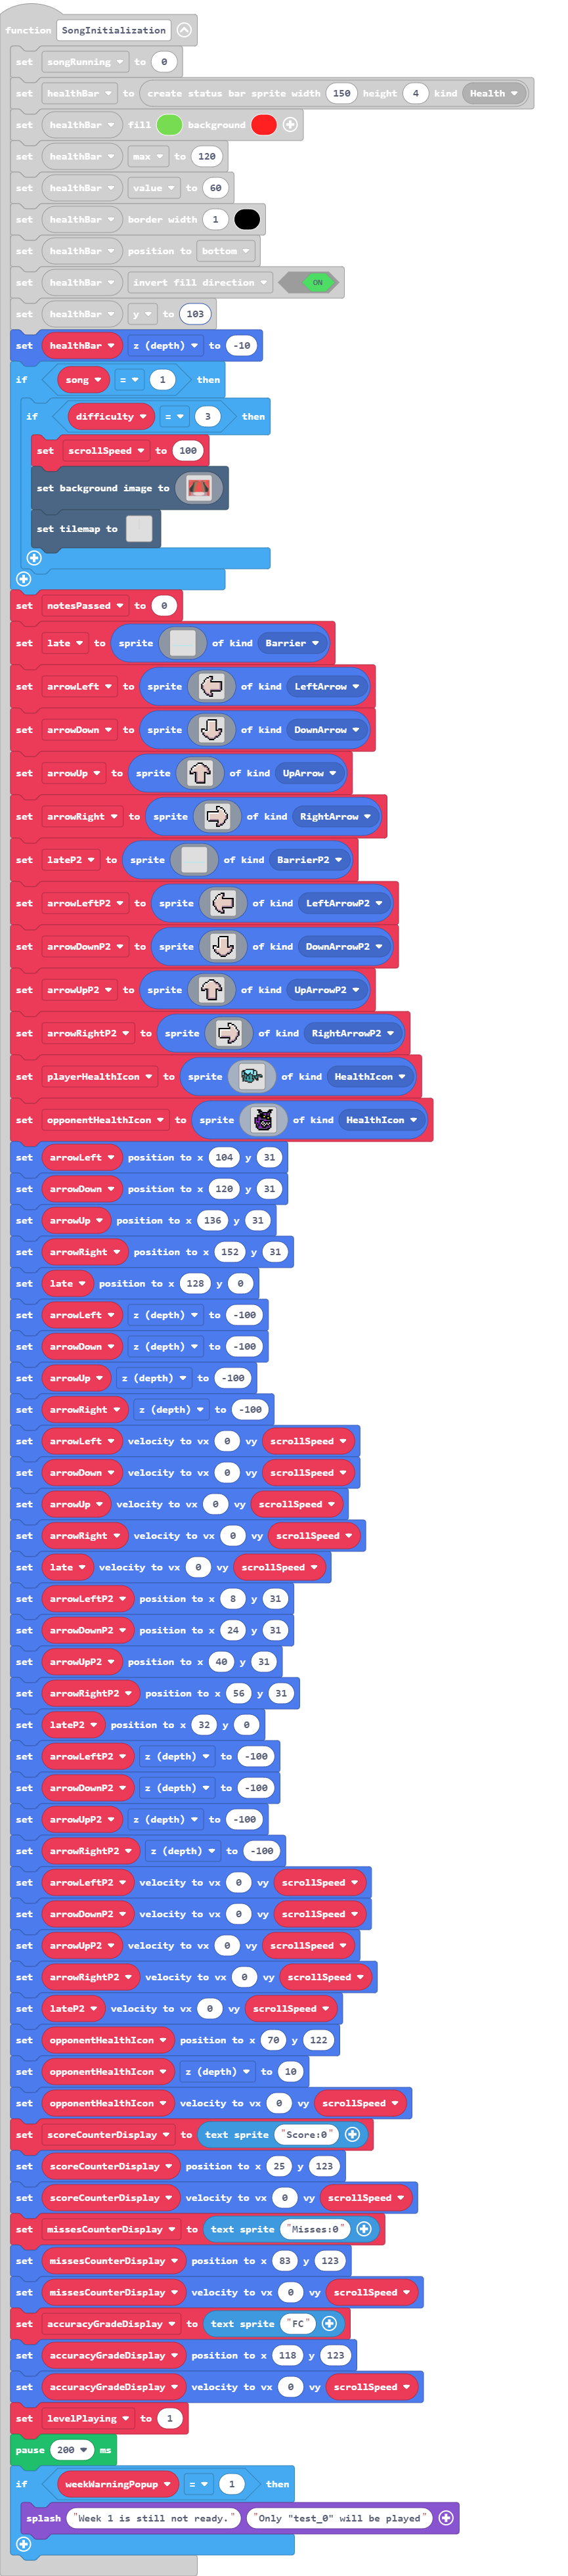 function SongInitialization
set songRunning to 0
set healthBar to create status bar sprite width 150 height 4 kind Health
set healthBar fill background
set healthBar max to 120
set healthBar value to 60
set healthBar border width 1
set healthBar position to bottom
set healthBar invert fill direction ON
set healthBar y to 103
set healthBar z (depth) to -10
if song = 1 then
if difficulty = 3 then
set scrollSpeed to 100
set background image to
set tilemap to
set notesPassed to 0
set late to sprite of kind Barrier
set arrowLeft to sprite of kind LeftArrow
set arrowDown to sprite of kind DownArrow
set arrowUp to sprite of kind UpArrow
set arrowRight to sprite of kind RightArrow
set lateP2 to sprite of kind BarrierP2
set arrowLeftP2 to sprite of kind LeftArrowP2
set arrowDownP2 to sprite of kind DownArrowP2
set arrowUpP2 to sprite of kind UpArrowP2
set arrowRightP2 to sprite of kind RightArrowP2
set playerHealthIcon to sprite of kind HealthIcon
set opponentHealthIcon to sprite of kind HealthIcon
set arrowLeft position to x 104 y 31
set arrowDown position to x 120 y 31
set arrowUp position to x 136 y 31
set arrowRight position to x 152 y 31
set late position to x 128 y 0
set arrowLeft z (depth) to -100
set arrowDown z (depth) to -100
set arrowUp z (depth) to -100
set arrowRight z (depth) to -100
set arrowLeft velocity to vx 0 vy scrollSpeed
set arrowDown velocity to vx 0 vy scrollSpeed
set arrowUp velocity to vx 0 vy scrollSpeed
set arrowRight velocity to vx 0 vy scrollSpeed
set late velocity to vx 0 vy scrollSpeed
set arrowLeftP2 position to x 8 y 31
set arrowDownP2 position to x 24 y 31
set arrowUpP2 position to x 40 y 31
set arrowRightP2 position to x 56 y 31
set lateP2 position to x 32 y 0
set arrowLeftP2 z (depth) to -100
set arrowDownP2 z (depth) to -100
set arrowUpP2 z (depth) to -100
set arrowRightP2 z (depth) to -100
set arrowLeftP2 velocity to vx 0 vy scrollSpeed
set arrowDownP2 velocity to vx 0 vy scrollSpeed
set arrowUpP2 velocity to vx 0 vy scrollSpeed
set arrowRightP2 velocity to vx 0 vy scrollSpeed
set lateP2 velocity to vx 0 vy scrollSpeed
set opponentHealthIcon position to x 70 y 122
set opponentHealthIcon z (depth) to 10
set opponentHealthIcon velocity to vx 0 vy scrollSpeed
set scoreCounterDisplay to text sprite "Score:0"
set scoreCounterDisplay position to x 25 y 123
set scoreCounterDisplay velocity to vx 0 vy scrollSpeed
set missesCounterDisplay to text sprite "Misses:0"
set missesCounterDisplay position to x 83 y 123
set missesCounterDisplay velocity to vx 0 vy scrollSpeed
set accuracyGradeDisplay to text sprite "FC"
set accuracyGradeDisplay position to x 118 y 123
set accuracyGradeDisplay velocity to vx 0 vy scrollSpeed
set levelPlaying to 1
pause 200 ms
if weekWarningPopup = 1 then
splash "Week 1 is still not ready." "Only "test_0" will be played"